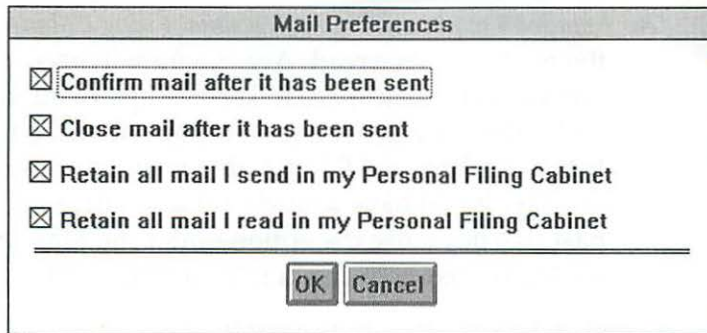 Mail Preferences
Confirm mail after it has been sent
Close mail after it has been sent
Retain all mail I send in my Personal Filing Cabinet
Retain all mail I read in my Personal Filing Cabinet
OK Cancel